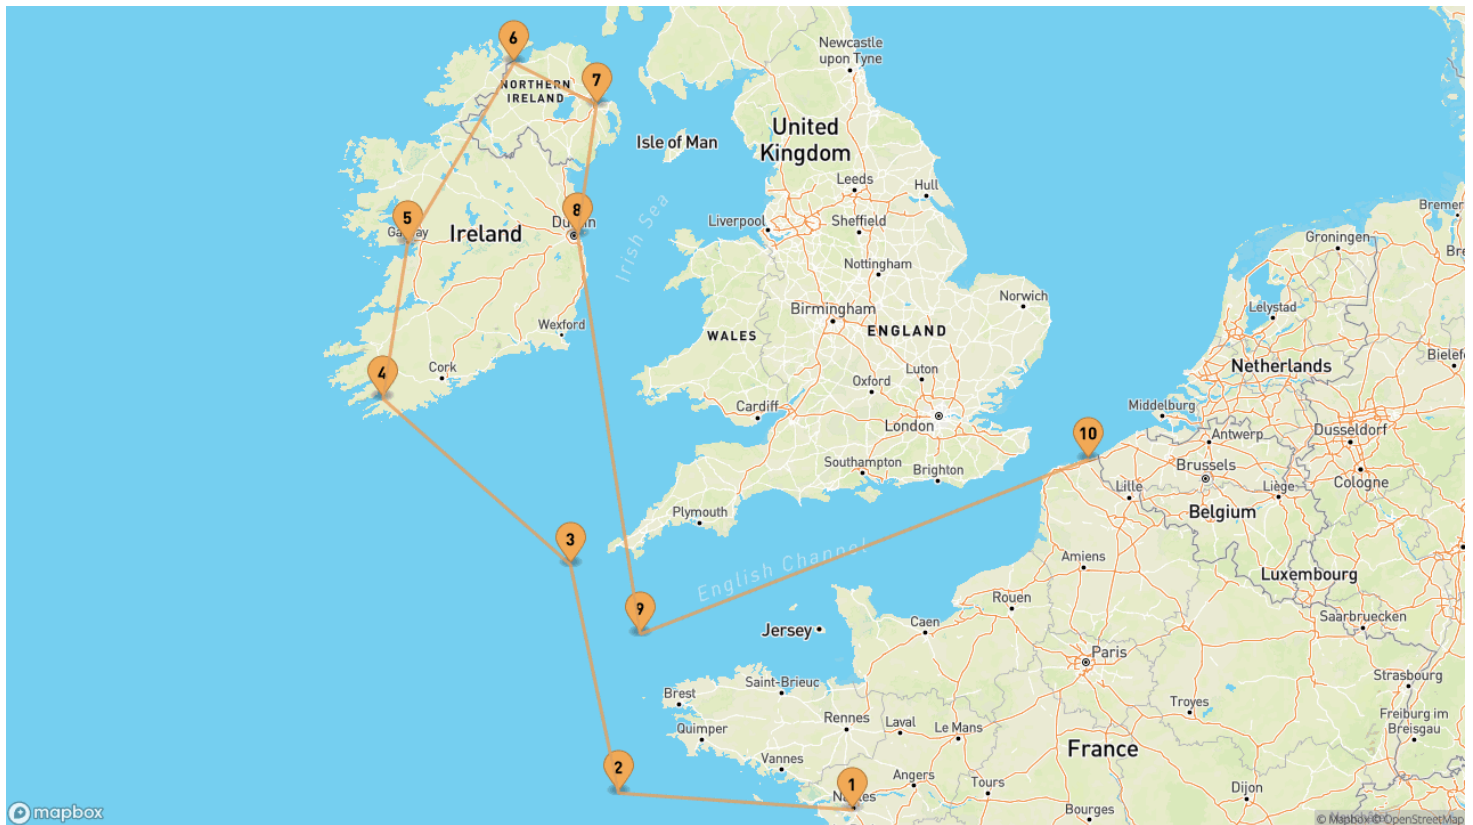 6
Newcastle
upon Tyne
7
NORTHERN
IRELAND
United
Kingdom
Isle of Man
Leeds
Hull
5
8
Bremer
Liverpool
Sheffield
Groningen
Ireland
Irish Sea
Nottingham
Norwich
Lelystad
Birmingham
Wexford
WALES
ENGLAND
Netherlands
Bielef
4
Cork
Luton
Oxford
Cardiff
London
Middelburg
10
Antwerp
Dusseldorf
Southampton
Brighton
Brussels
Lille
Liège
Cologne
Plymouth
Belgium
3
English Channel
Amiens
Luxembourg
9
Rouen
Caen
Jersey
Saarbruecken
Paris
Brest
Saint-Brieuc
Strasbourg
Quimper
Rennes
Laval
Le Mans
Troyes
Freiburg im
Breisgau
France
Vannes
2
1
Angers
Tours
Dijon
Bourges
mapbox
© Mapbox © OpenStreetMap